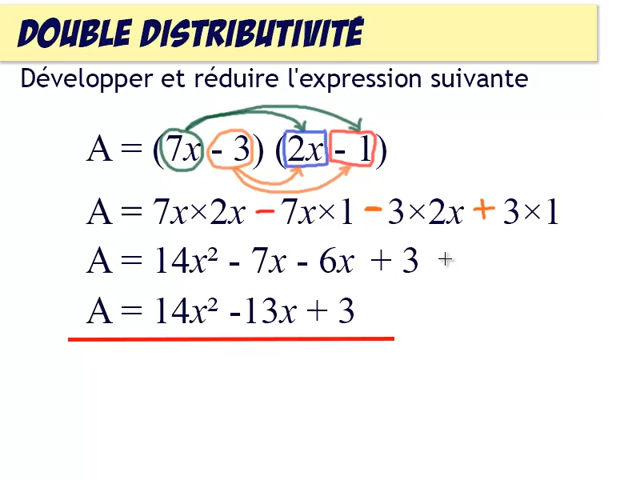 DOUBLE DISTRIBUTIVITÉ
Développer et réduire l'expression suivante
A = (7x - 3) (2x - 1)
A = 7x×2x - 7x×1 - 3×2x + 3×1
A = 14x² - 7x - 6x + 3 +
A = 14x² -13x + 3